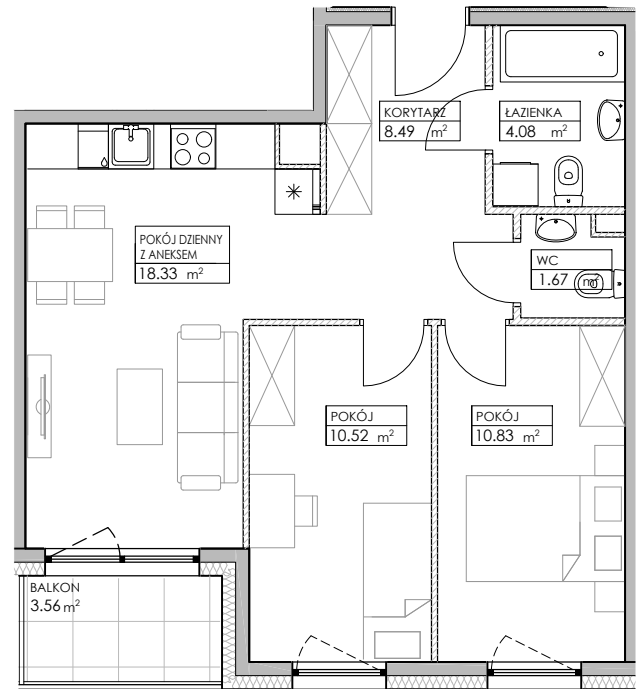 KORYTARZ
8.49 m²
ŁAZIENKA
4.08 m²
POKÓJ DZIENNY
Z ANEKSEM
18.33 m²
WC
1.67 m²
POKÓJ
10.52 m²
POKÓJ
10.83 m²
BALKON
3.56 m²